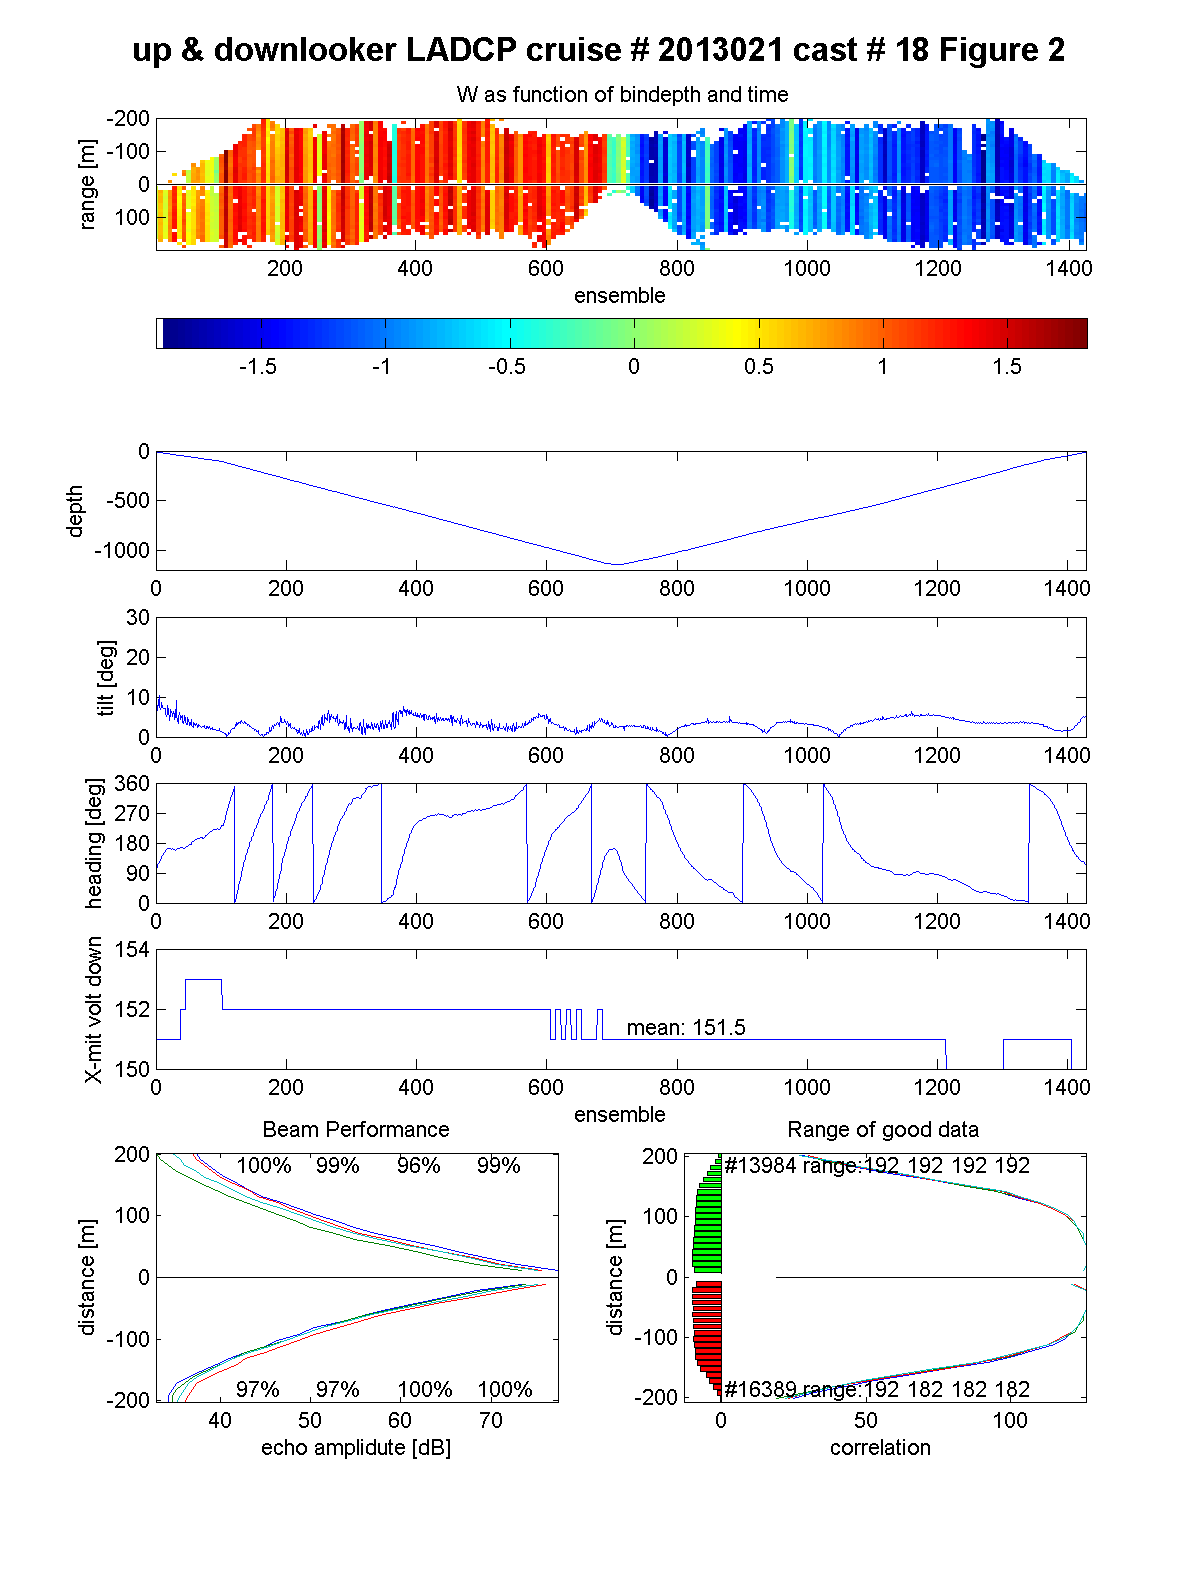 up & downlooker LADCP cruise # 2013021 cast # 18 Figure 2
W as function of bindepth and time
range [m]
-200
-100
0
100
200 400 600 800 1000 1200 1400
ensemble
-1.5 -1 -0.5 0 0.5 1 1.5
depth
0
-500
-1000
0 200 400 600 800 1000 1200 1400
tilt [deg]
30
20
10
0
0 200 400 600 800 1000 1200 1400
heading [deg]
360
270
180
90
0
0 200 400 600 800 1000 1200 1400
X-mit volt down
154
152
150
mean: 151.5
0 200 400 600 800 1000 1200 1400
ensemble
Beam Performance
distance [m]
200
100
0
-100
-200
100% 99% 96% 99%
97% 97% 100% 100%
40 50 60 70
echo amplidute [dB]
Range of good data
distance [m]
200
100
0
-100
-200
#13984 range:192 192 192 192
#16389 range:192 182 182 182
0 50 100
correlation